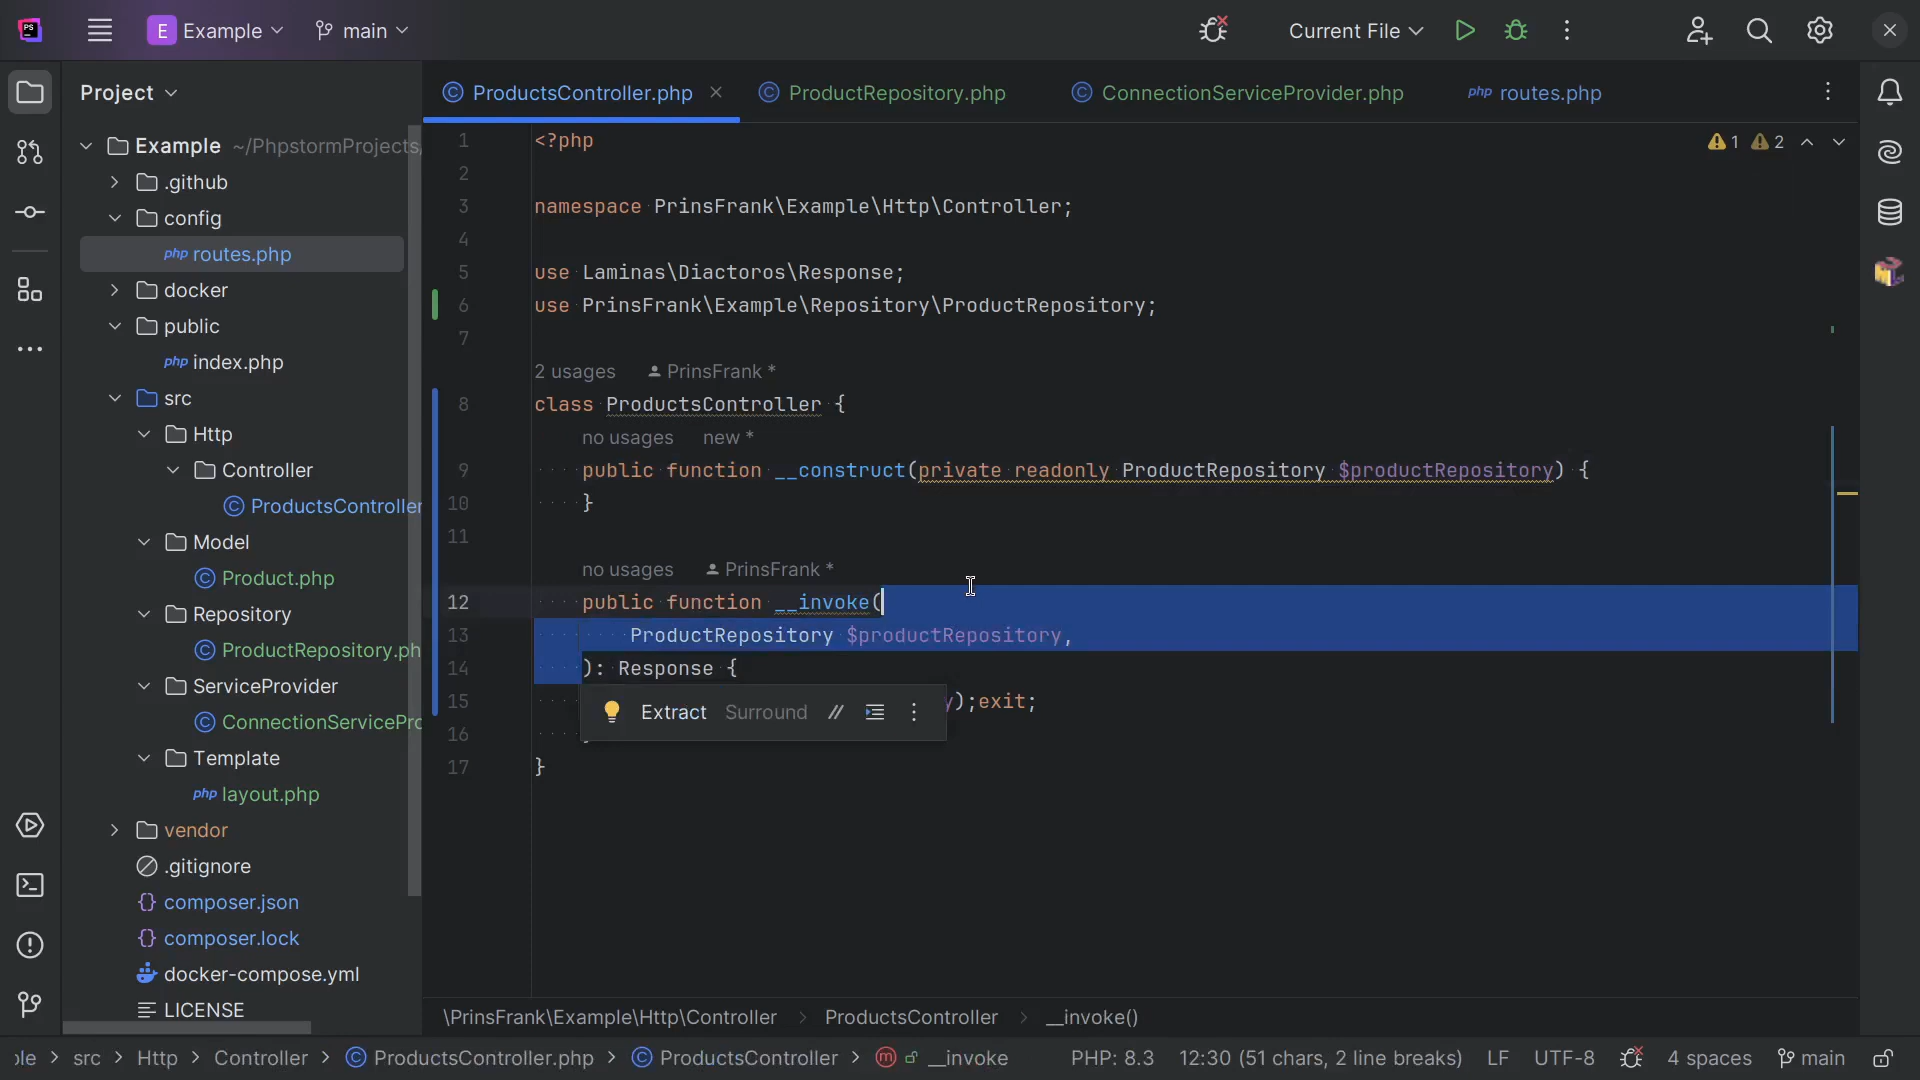 PS
E Example main Current File
Project
ProductsController.php ProductRepository.php ConnectionServiceProvider.php php routes.php
Example ~/PhpstormProjects/
.github
config
php routes.php
docker
public
php index.php
src
Http
Controller
ProductsController
Model
Product.php
Repository
ProductRepository.ph
ServiceProvider
ConnectionServicePro
Template
php layout.php
vendor
.gitignore
{} composer.json
{} composer.lock
docker-compose.yml
LICENSE
1 <?php
1 2
2
3 namespace PrinsFrank\Example\Http\Controller;
4
5 use Laminas\Diactoros\Response;
6 use PrinsFrank\Example\Repository\ProductRepository;
7
2 usages PrinsFrank *
8 class ProductsController {
no usages new *
9 public function __construct(private readonly ProductRepository $productRepository) {
10 }
11
no usages PrinsFrank *
12 public function __invoke(
13 ProductRepository $productRepository,
14 ): Response {
15 );exit;
Extract Surround //
16
17 }
\PrinsFrank\Example\Http\Controller > ProductsController > __invoke()
ple > src > Http > Controller > ProductsController.php > ProductsController > __invoke PHP: 8.3 12:30 (51 chars, 2 line breaks) LF UTF-8 4 spaces main